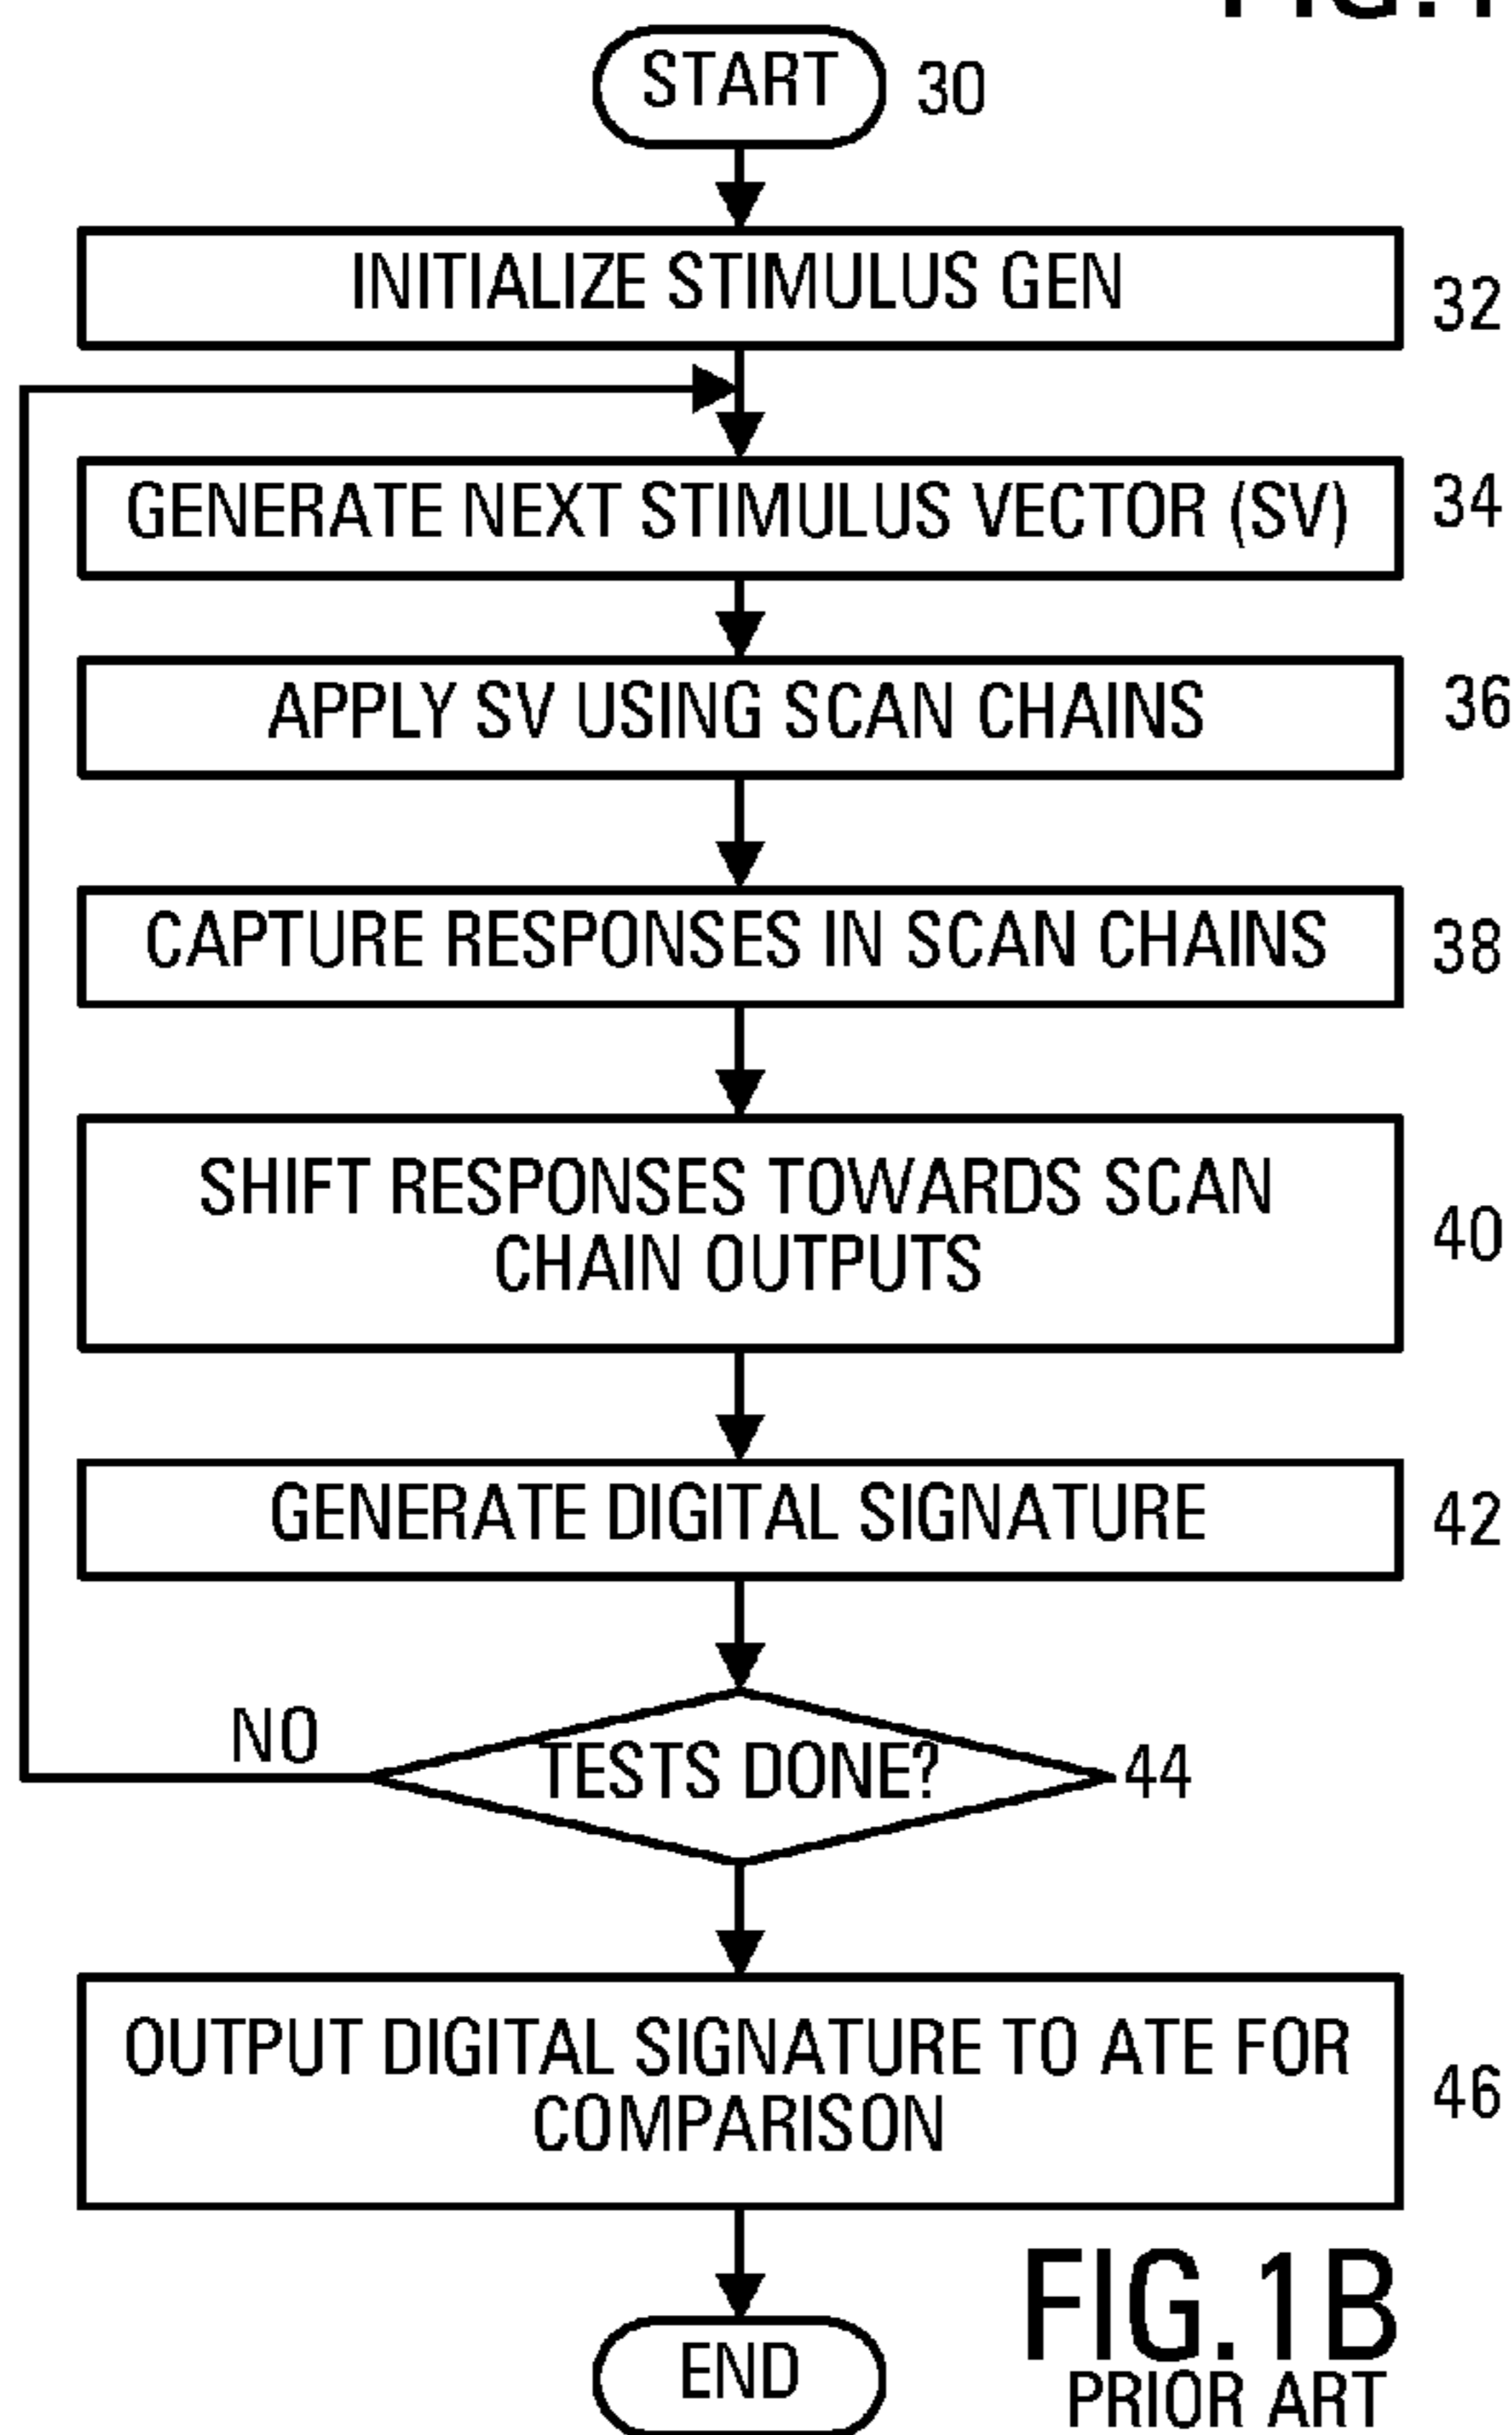 START 30
INITIALIZE STIMULUS GEN 32
GENERATE NEXT STIMULUS VECTOR (SV) 34
APPLY SV USING SCAN CHAINS 36
CAPTURE RESPONSES IN SCAN CHAINS 38
SHIFT RESPONSES TOWARDS SCAN
CHAIN OUTPUTS
40
GENERATE DIGITAL SIGNATURE 42
NO
TESTS DONE? 44
OUTPUT DIGITAL SIGNATURE TO ATE FOR
COMPARISON
46
END
FIG.1B
PRIOR ART